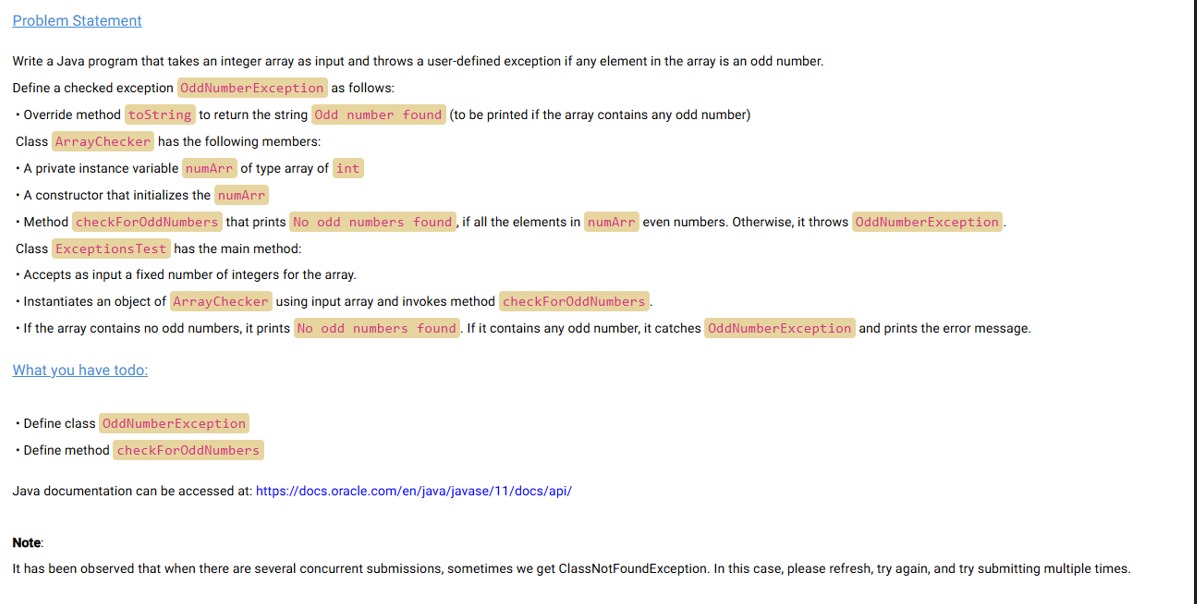 Problem Statement
Write a Java program that takes an integer array as input and throws a user-defined exception if any element in the array is an odd number.
Define a checked exception OddNumberException as follows:
• Override method toString to return the string Odd number found (to be printed if the array contains any odd number)
Class ArrayChecker has the following members:
• A private instance variable numArr of type array of int
• A constructor that initializes the numArr
• Method checkForOddNumbers that prints No odd numbers found, if all the elements in numArr even numbers. Otherwise, it throws OddNumberException.
Class ExceptionsTest has the main method:
• Accepts as input a fixed number of integers for the array.
• Instantiates an object of ArrayChecker using input array and invokes method checkForOddNumbers.
• If the array contains no odd numbers, it prints No odd numbers found. If it contains any odd number, it catches OddNumberException and prints the error message.
What you have todo:
• Define class OddNumberException
• Define method checkForOddNumbers
Java documentation can be accessed at: https://docs.oracle.com/en/java/javase/11/docs/api/
Note:
It has been observed that when there are several concurrent submissions, sometimes we get ClassNotFoundException. In this case, please refresh, try again, and try submitting multiple times.